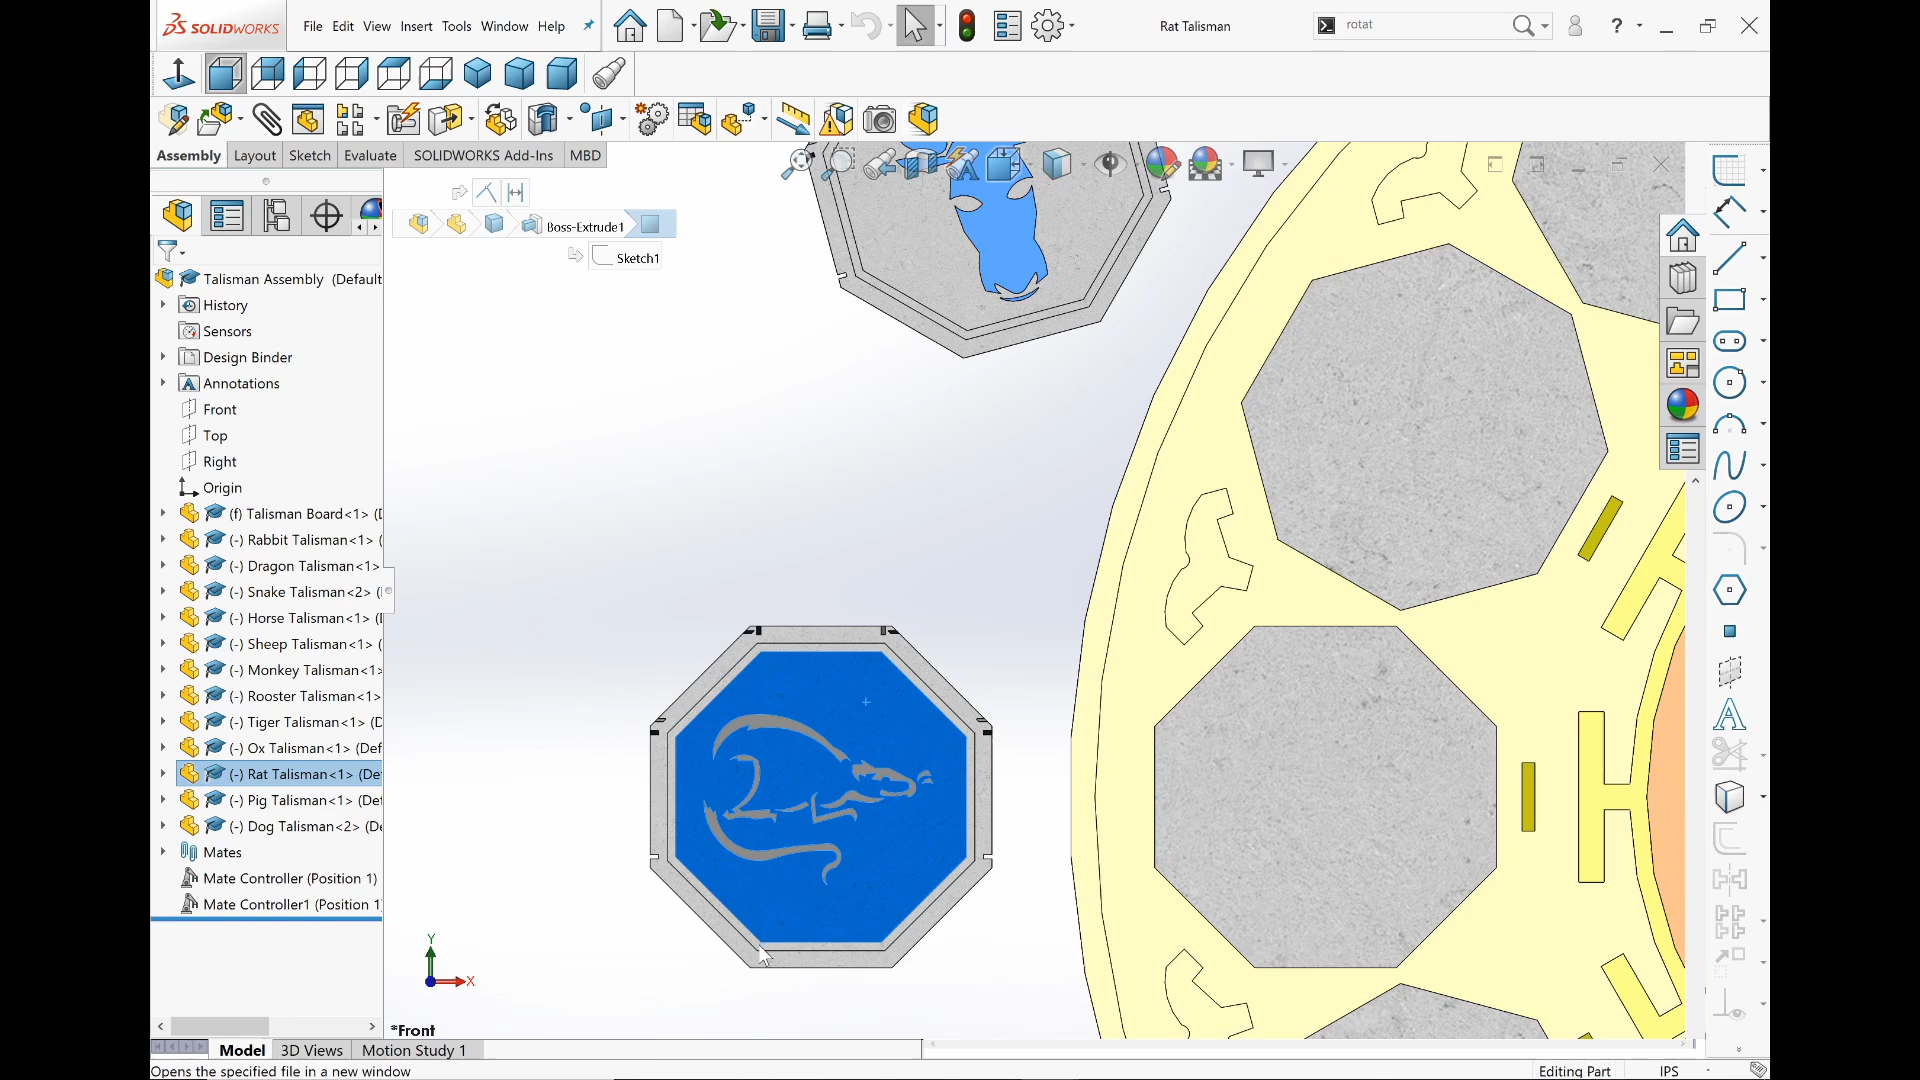 SOLIDWORKS
File Edit View Insert Tools Window Help
Rat Talisman
rotat
?
Assembly Layout Sketch Evaluate SOLIDWORKS Add-Ins MBD
Boss-Extrude1
Sketch1
Talisman Assembly (Default
History
Sensors
Design Binder
Annotations
Front
Top
Right
Origin
(f) Talisman Board<1> (D
(-) Rabbit Talisman<1> (
(-) Dragon Talisman<1>
(-) Snake Talisman<2> (
(-) Horse Talisman<1> (
(-) Sheep Talisman<1> (
(-) Monkey Talisman<1>
(-) Rooster Talisman<1>
(-) Tiger Talisman<1> (D
(-) Ox Talisman<1> (Def
(-) Rat Talisman<1> (De
(-) Pig Talisman<1> (Def
(-) Dog Talisman<2> (De
Mates
Mate Controller (Position 1)
Mate Controller1 (Position 1
Y
X
*Front
Model 3D Views Motion Study 1
Opens the specified file in a new window
Editing Part IPS